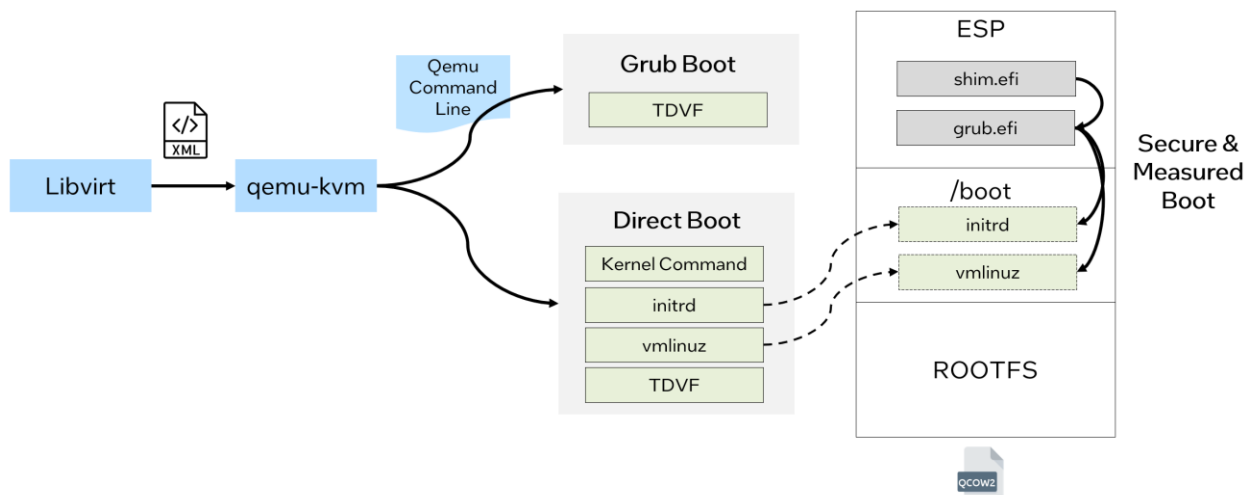 Libvirt
</>
XML
qemu-kvm
Qemu
Command
Line
Grub Boot
TDVF
Direct Boot
Kernel Command
initrd
vmlinuz
TDVF
ESP
shim.efi
grub.efi
/boot
initrd
vmlinuz
ROOTFS
QCOW2
Secure &
Measured
Boot